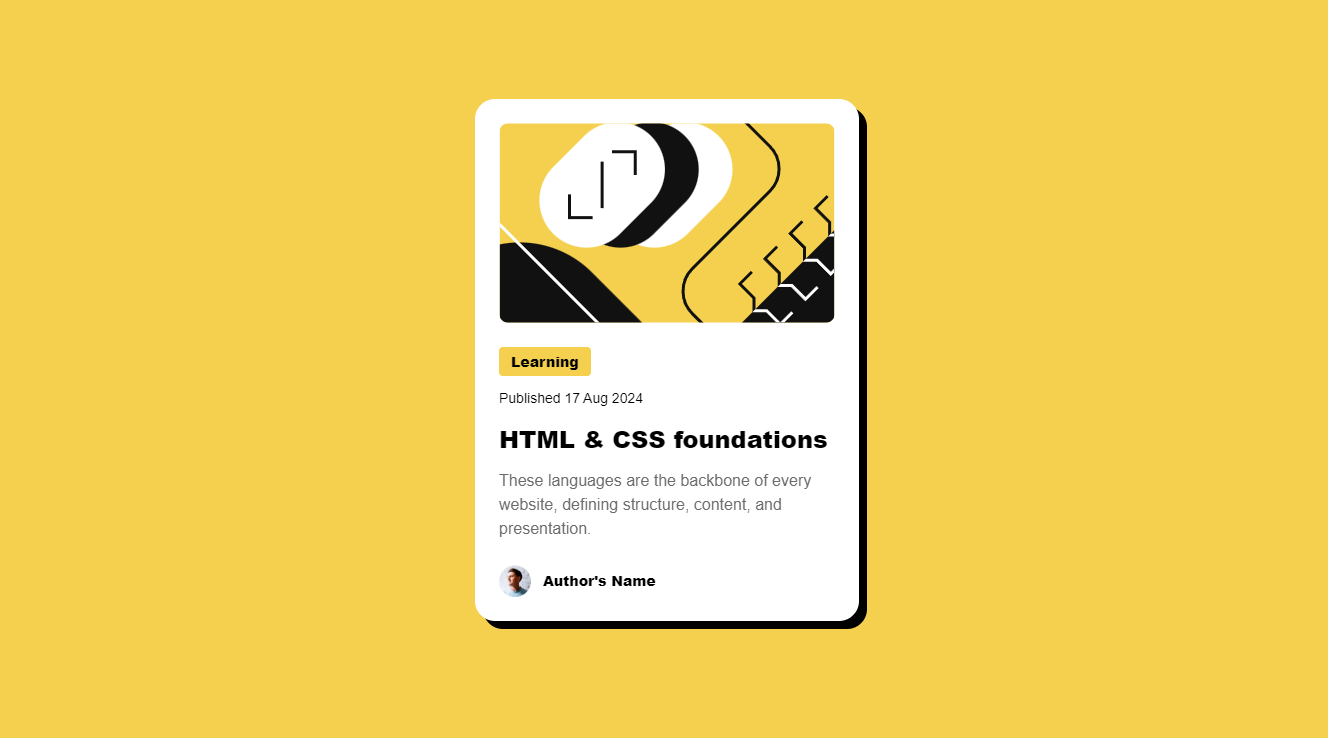 Learning
Published 17 Aug 2024
HTML & CSS foundations
These languages are the backbone of every
website, defining structure, content, and
presentation.
Author's Name